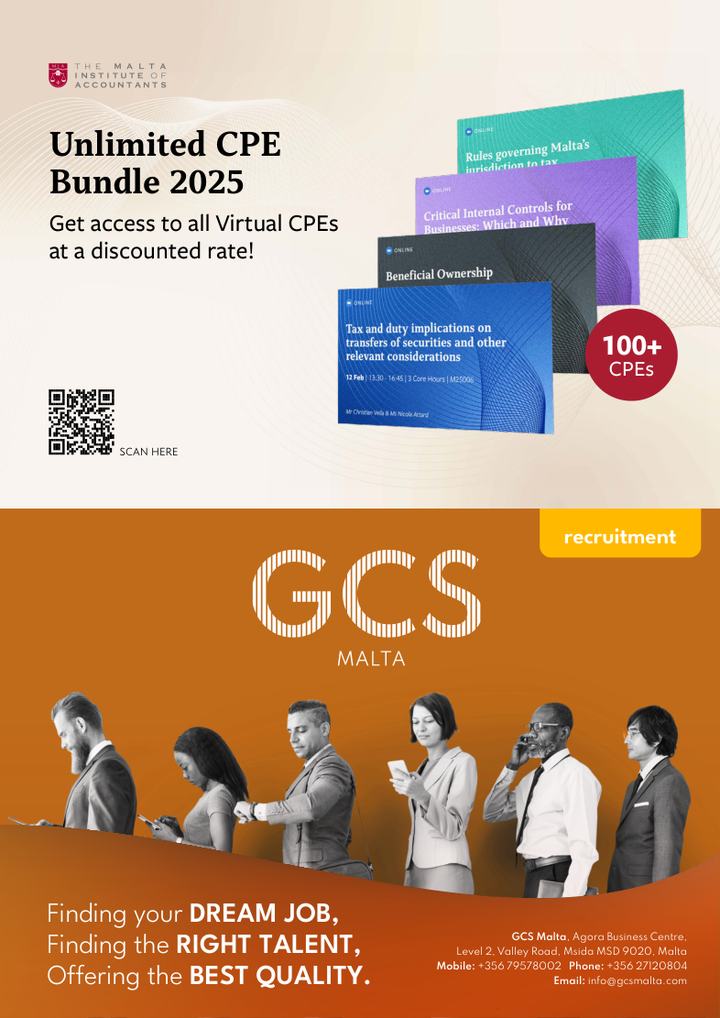 THE MALTA
INSTITUTE OF
ACCOUNTANTS
Unlimited CPE
Bundle 2025
Get access to all Virtual CPEs
at a discounted rate!
ONLINE
Rules governing Malta's
jurisdiction to tax
ONLINE
Critical Internal Controls for
Businesses: Which and Why
ONLINE
Beneficial Ownership
ONLINE
Tax and duty implications on
transfers of securities and other
relevant considerations
12 Feb | 13:30 - 16:45 | 3 Core Hours | M25006
Mr Christian Vella & Ms Nicola Attard
100+
CPEs
SCAN HERE
recruitment
GCS
MALTA
Finding your DREAM JOB,
Finding the RIGHT TALENT,
Offering the BEST QUALITY.
GCS Malta, Agora Business Centre,
Level 2, Valley Road, Msida MSD 9020, Malta
Mobile: +356 79578002 Phone: +356 27120804
Email: info@gcsmalta.com